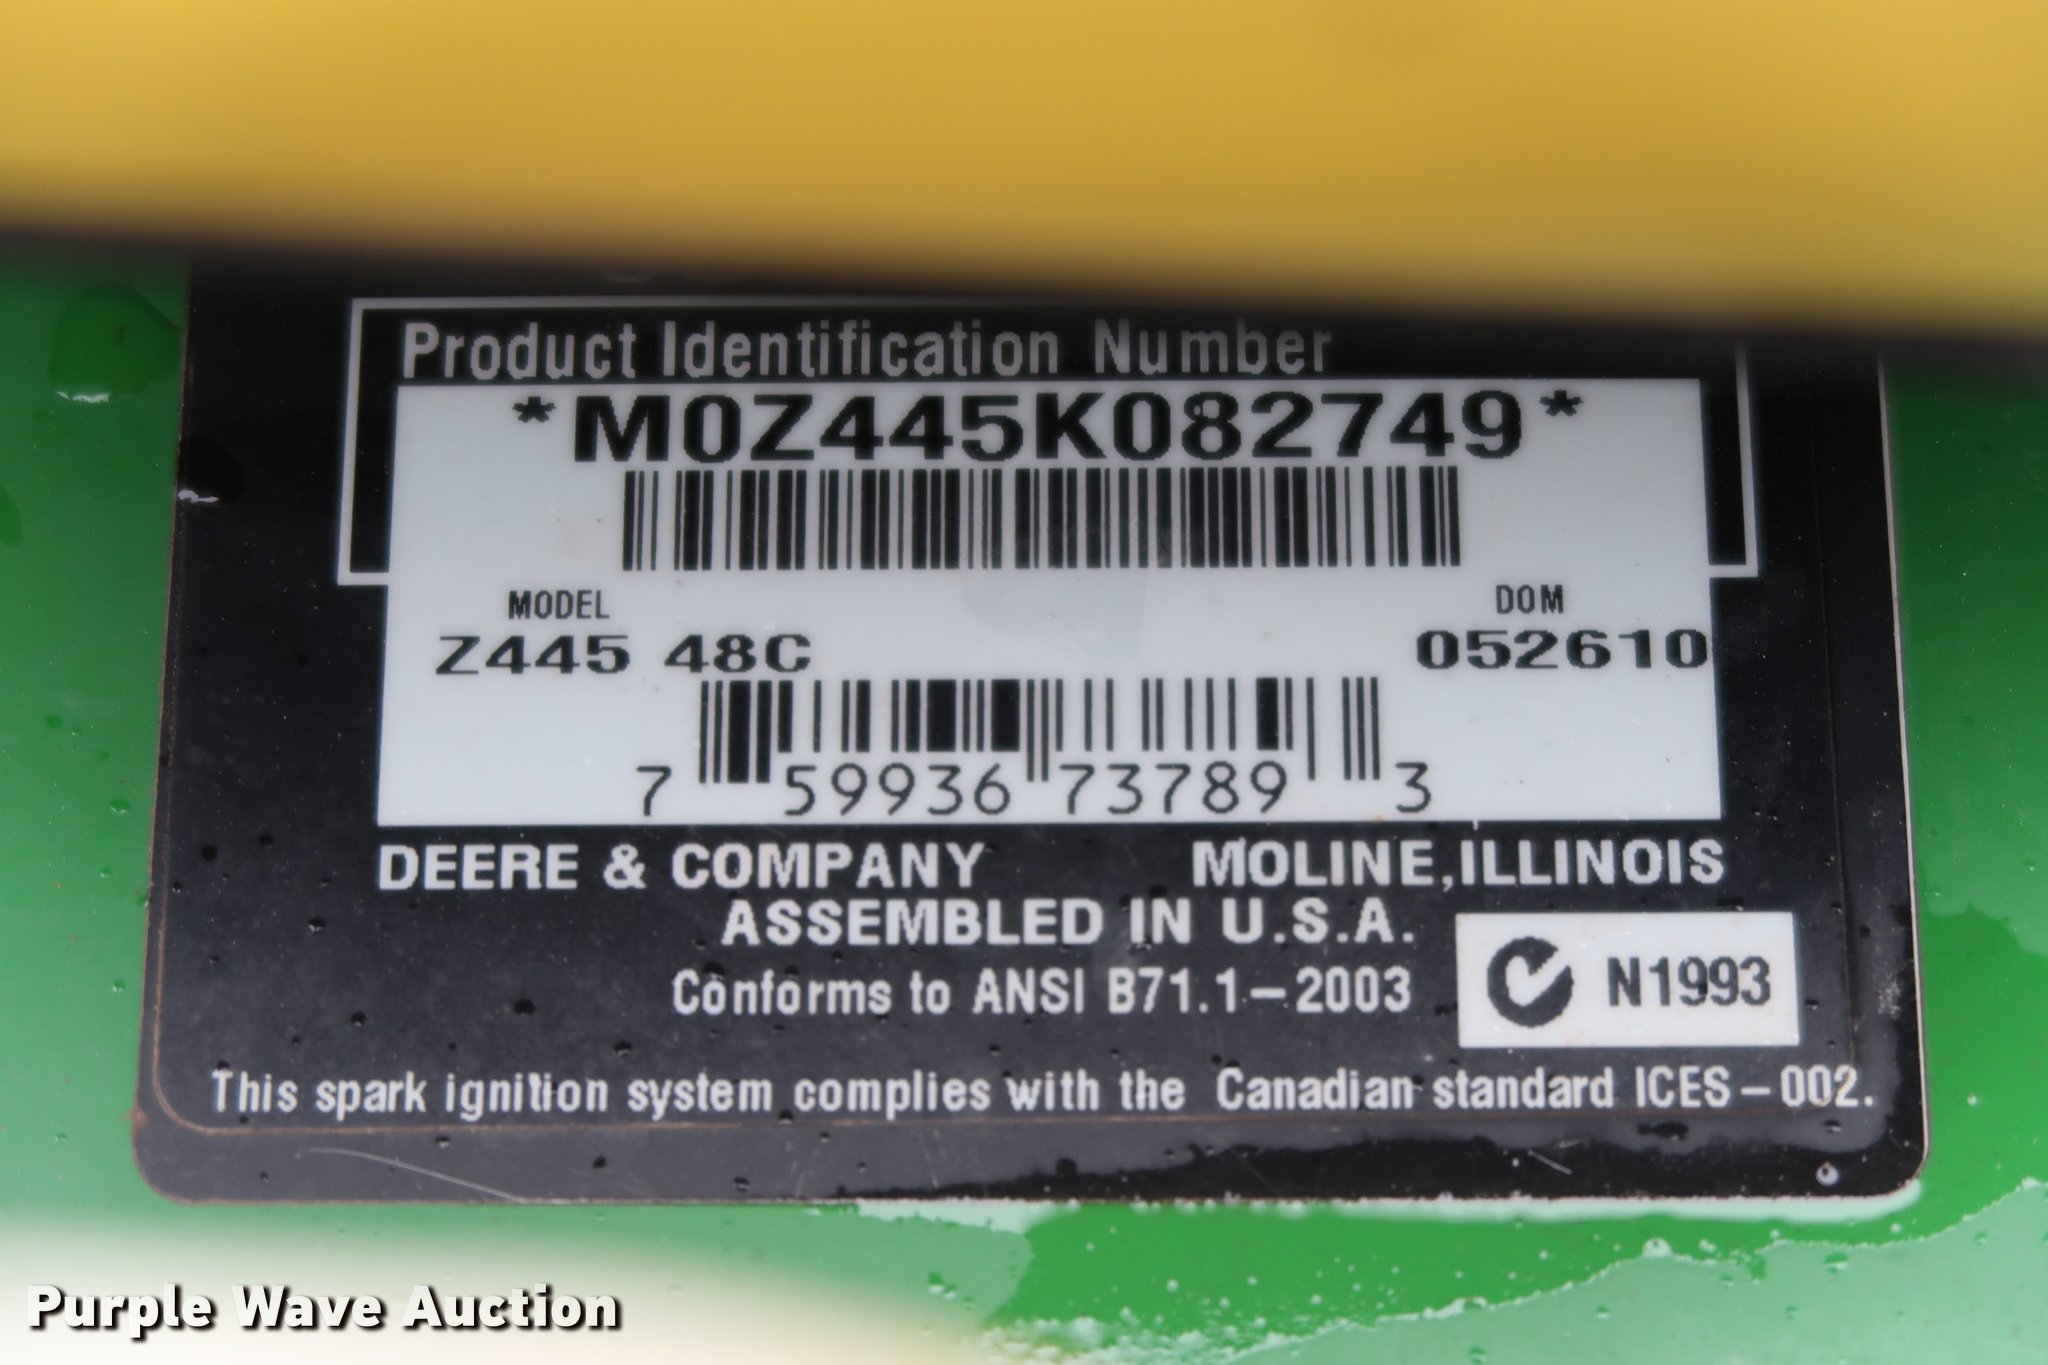 Product Identification Number
*M0Z445K082749*
MODEL
DOM
Z445 48C
052610
7 59936 73789 3
DEERE & COMPANY MOLINE, ILLINOIS
ASSEMBLED IN U.S.A.
Conforms to ANSI B71.1-2003
N1993
This spark ignition system complies with the Canadian standard ICES-002.
Purple Wave Auction